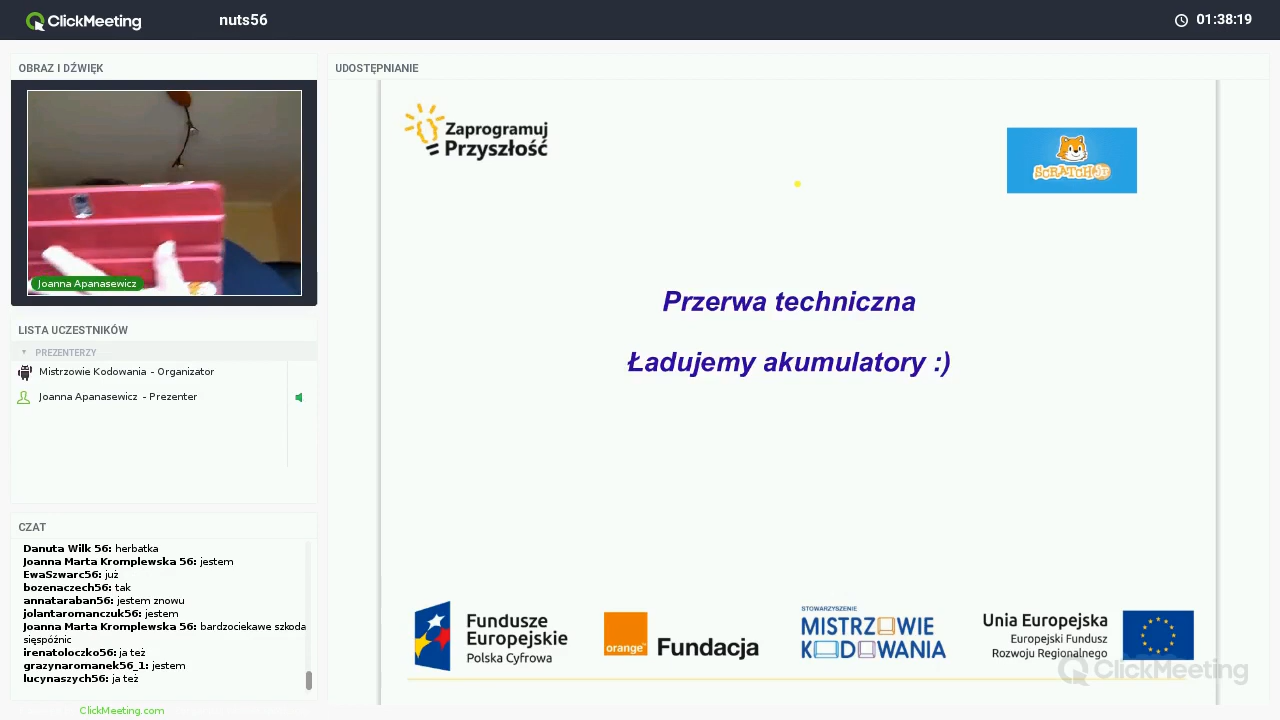 ClickMeeting
nuts56
01:38:19
OBRAZ I DŹWIĘK
Joanna Apanasewicz
LISTA UCZESTNIKÓW
PREZENTERZY
Mistrzowie Kodowania - Organizator
Joanna Apanasewicz - Prezenter
CZAT
Danuta Wilk 56: herbatka
Joanna Marta Kromplewska 56: jestem
EwaSzwarc56: już
bozenaczech56: tak
annataraban56: jestem znowu
jolantaromanczuk56: jestem
Joanna Marta Kromplewska 56: bardzociekawe szkoda
sięspóźnic
irenatoloczko56: ja też
grazynaromanek56_1: jestem
lucynaszych56: ja też
ClickMeeting.com
UDOSTĘPNIANIE
Zaprogramuj
Przyszłość
SCRATCH Jr
Przerwa techniczna
Ładujemy akumulatory :)
Fundusze
Europejskie
Polska Cyfrowa
orange™
Fundacja
STOWARZYSZENIE
MISTRZOWIE
KODOWANIA
Unia Europejska
Europejski Fundusz
Rozwoju Regionalnego
ClickMeeting